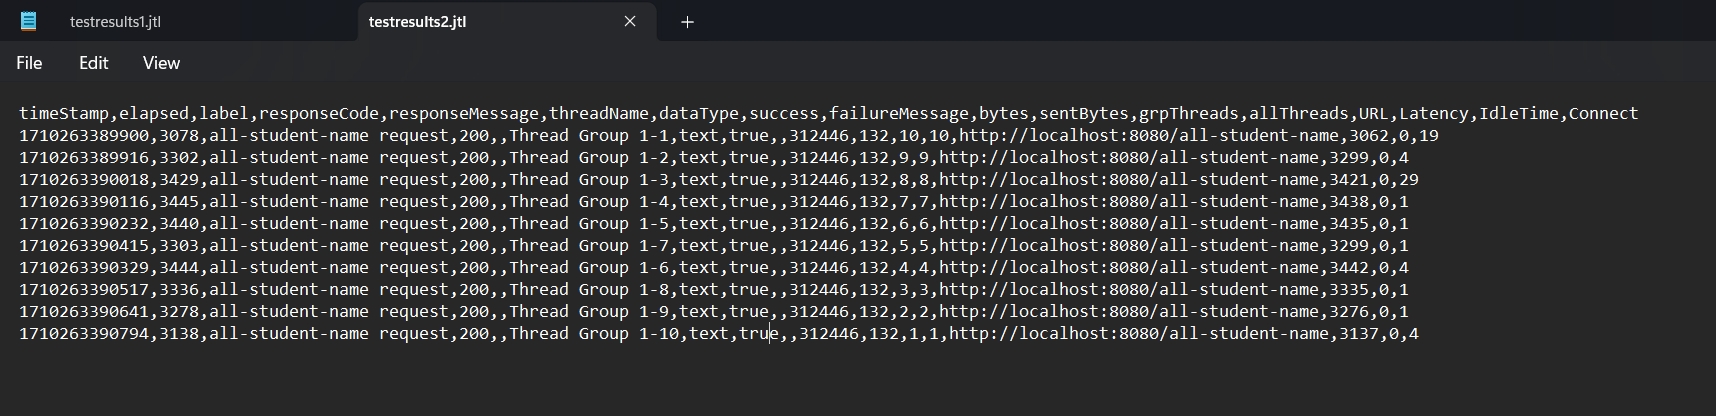 testresults1.jtl testresults2.jtl
File Edit View
timeStamp,elapsed,label,responseCode,responseMessage,threadName,dataType,success,failureMessage,bytes,sentBytes,grpThreads,allThreads,URL,Latency,IdleTime,Connect
1710263389900,3078,all-student-name request,200,,Thread Group 1-1,text,true,,312446,132,10,10,http://localhost:8080/all-student-name,3062,0,19
1710263389916,3302,all-student-name request,200,,Thread Group 1-2,text,true,,312446,132,9,9,http://localhost:8080/all-student-name,3299,0,4
1710263390018,3429,all-student-name request,200,,Thread Group 1-3,text,true,,312446,132,8,8,http://localhost:8080/all-student-name,3421,0,29
1710263390116,3445,all-student-name request,200,,Thread Group 1-4,text,true,,312446,132,7,7,http://localhost:8080/all-student-name,3438,0,1
1710263390232,3440,all-student-name request,200,,Thread Group 1-5,text,true,,312446,132,6,6,http://localhost:8080/all-student-name,3435,0,1
1710263390415,3303,all-student-name request,200,,Thread Group 1-7,text,true,,312446,132,5,5,http://localhost:8080/all-student-name,3299,0,1
1710263390329,3444,all-student-name request,200,,Thread Group 1-6,text,true,,312446,132,4,4,http://localhost:8080/all-student-name,3442,0,4
1710263390517,3336,all-student-name request,200,,Thread Group 1-8,text,true,,312446,132,3,3,http://localhost:8080/all-student-name,3335,0,1
1710263390641,3278,all-student-name request,200,,Thread Group 1-9,text,true,,312446,132,2,2,http://localhost:8080/all-student-name,3276,0,1
1710263390794,3138,all-student-name request,200,,Thread Group 1-10,text,true,,312446,132,1,1,http://localhost:8080/all-student-name,3137,0,4